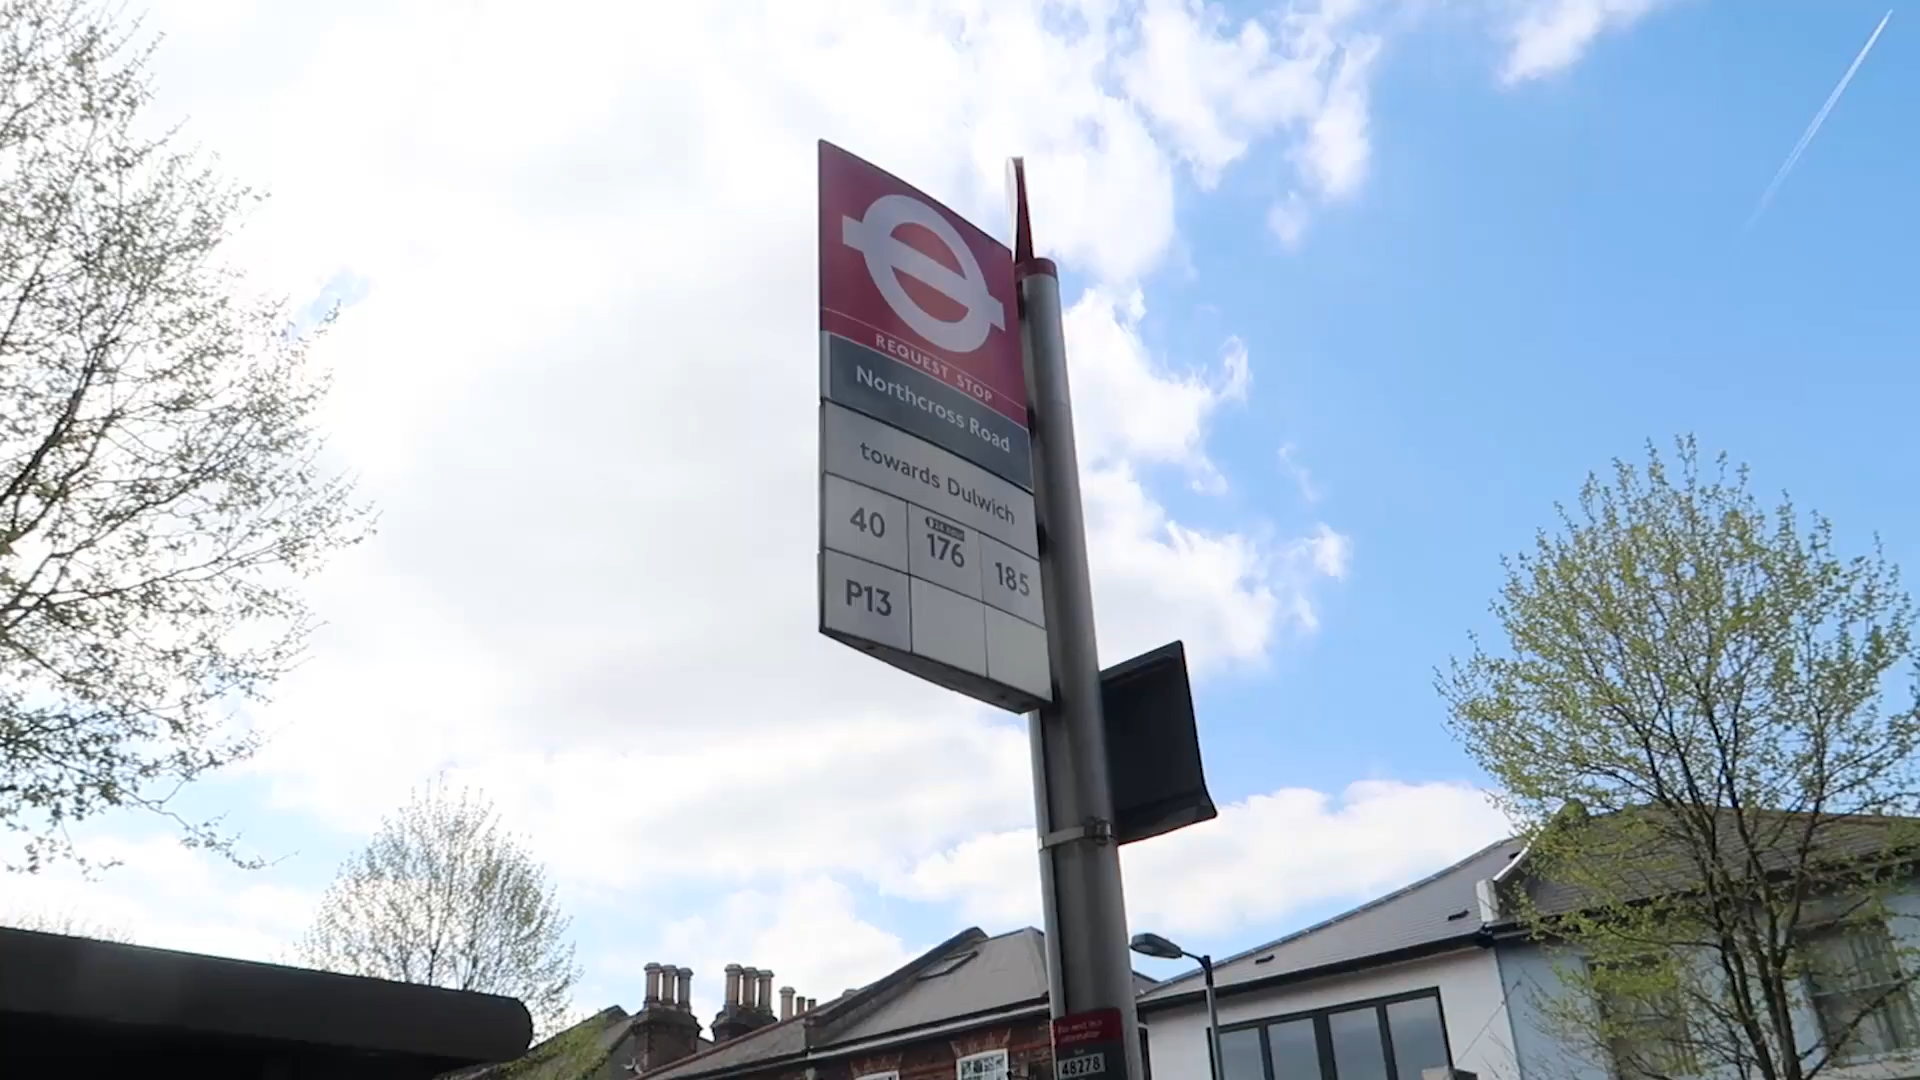 REQUEST STOP
Northcross Road
towards Dulwich
40
176
185
P13
48278